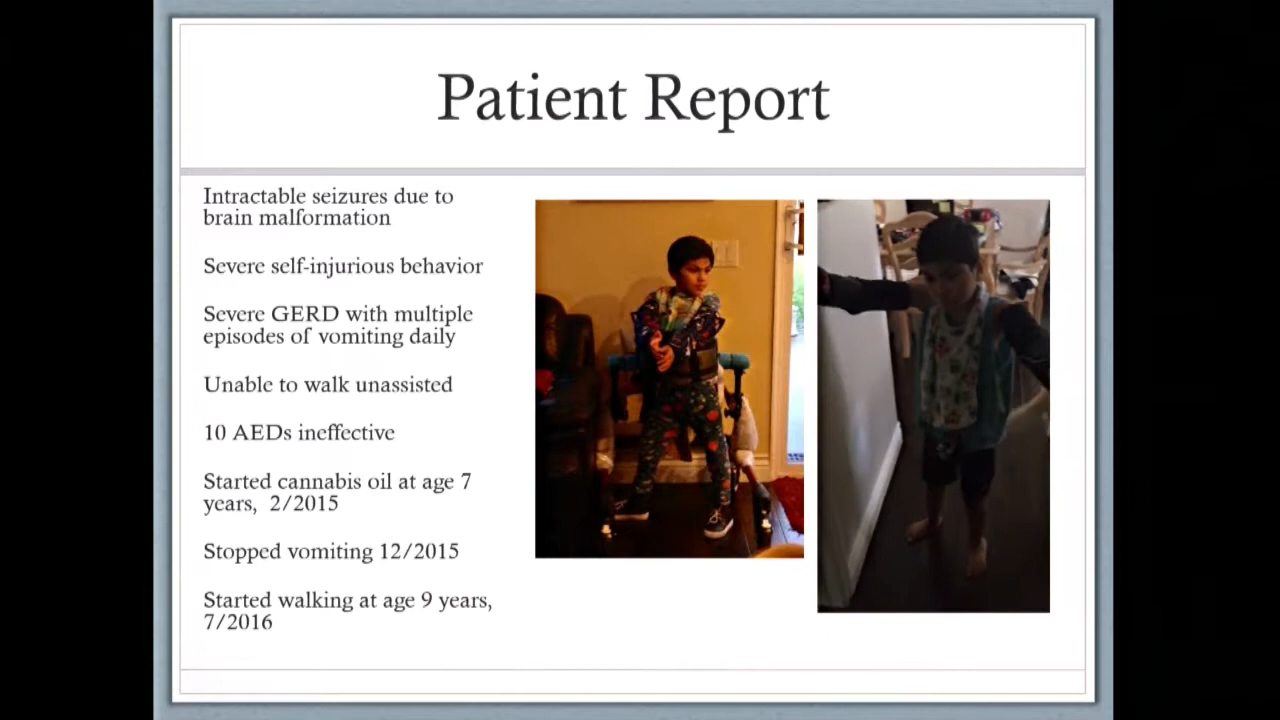 Patient Report
Intractable seizures due to
brain malformation
Severe self-injurious behavior
Severe GERD with multiple
episodes of vomiting daily
Unable to walk unassisted
10 AEDs ineffective
Started cannabis oil at age 7
years,  2/2015
Stopped vomiting 12/2015
Started walking at age 9 years,
7/2016